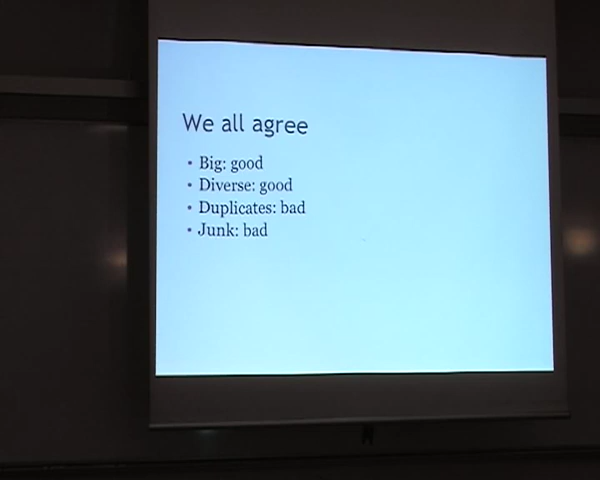 We all agree
• Big: good
• Diverse: good
• Duplicates: bad
• Junk: bad